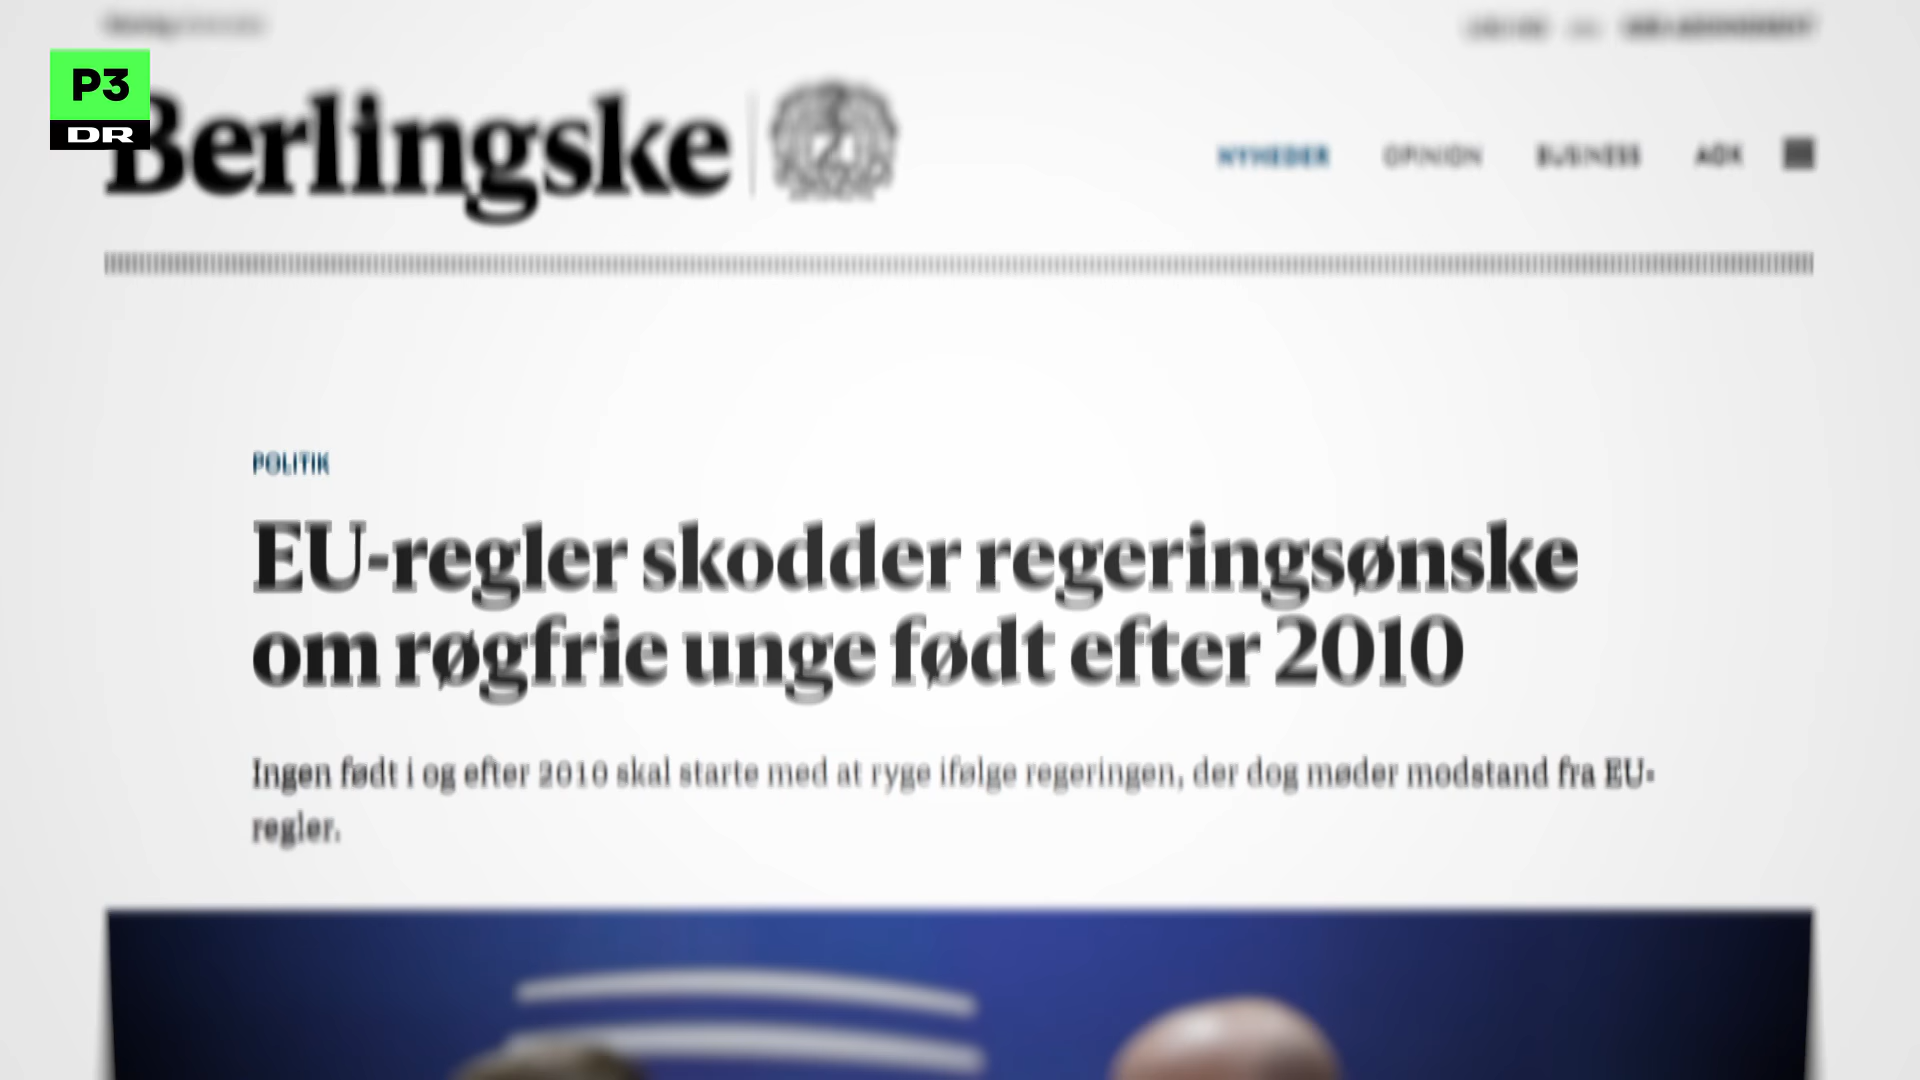 P3
DR
Berlingske
NYHEDER OPINION BUSINESS AOK
POLITIK
EU-regler skodder regeringsønske
om røgfrie unge født efter 2010
Ingen født i og efter 2010 skal starte med at ryge ifølge regeringen, der dog møder modstand fra EU-
regler.